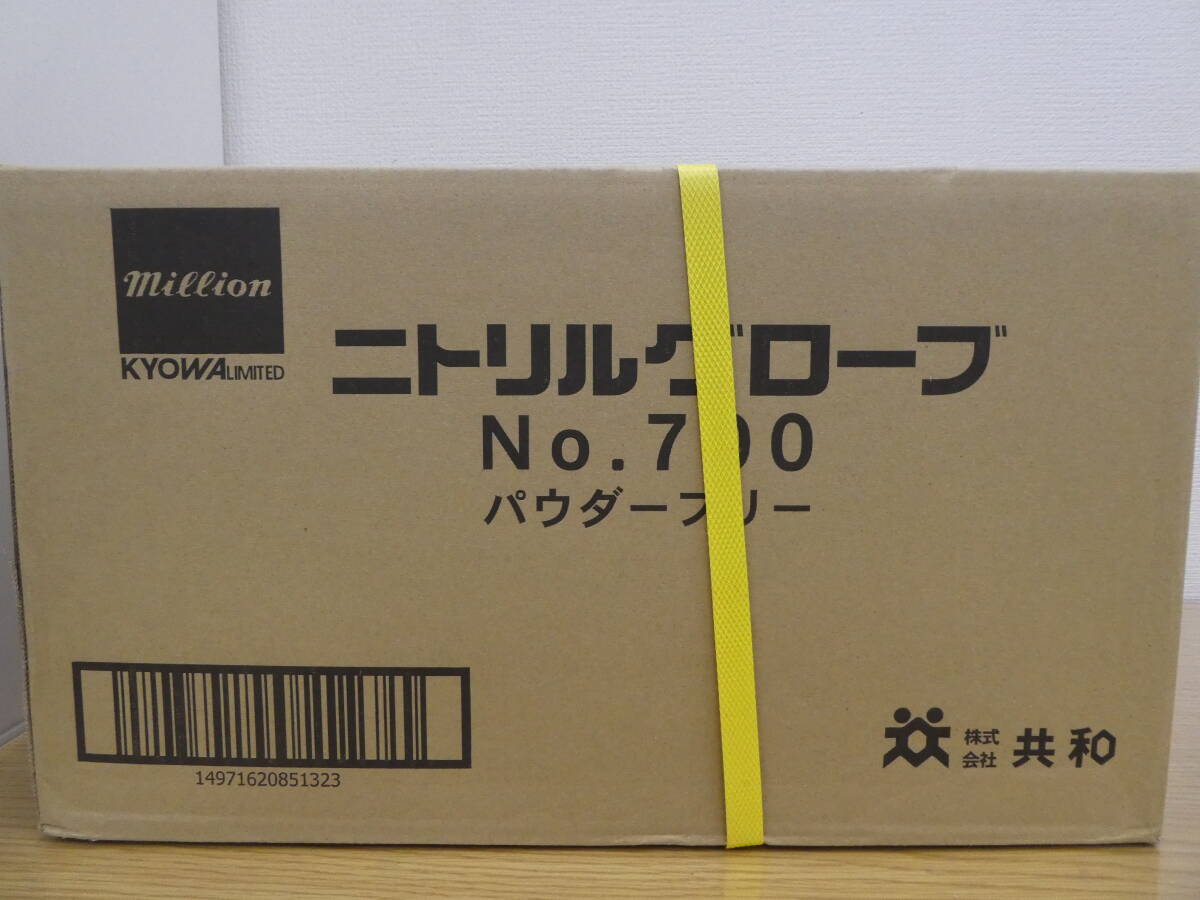 million
KYOWA LIMITED
ニトリルグローブ
No.700
パウダーフリー
14971620851323
株式会社 共和